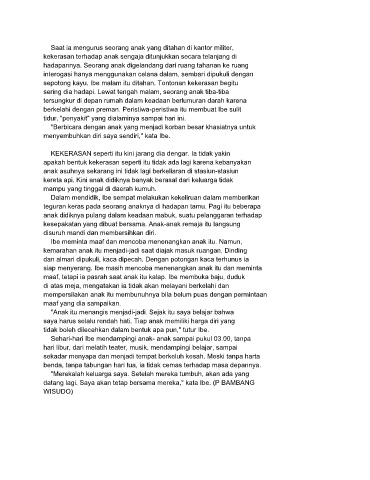 Saat ia mengurus seorang anak yang ditahan di kantor militer,
kekerasan terhadap anak sengaja ditunjukkan secara telanjang di
hadapannya. Seorang anak digelandang dari ruang tahanan ke ruang
interogasi hanya menggunakan celana dalam, sembari dipukuli dengan
sepotong kayu. Ibe malam itu ditahan. Tontonan kekerasan begitu
sering dia hadapi. Lewat tengah malam, seorang anak tiba-tiba
tersungkur di depan rumah dalam keadaan berlumuran darah karena
berkelahi dengan preman. Peristiwa-peristiwa itu membuat Ibe sulit
tidur, "penyakit" yang dialaminya sampai hari ini.
"Berbicara dengan anak yang menjadi korban besar khasiatnya untuk
menyembuhkan diri saya sendiri," kata Ibe.
KEKERASAN seperti itu kini jarang dia dengar. Ia tidak yakin
apakah bentuk kekerasan seperti itu tidak ada lagi karena kebanyakan
anak asuhnya sekarang ini tidak lagi berkeliaran di stasiun-stasiun
kereta api. Kini anak didiknya banyak berasal dari keluarga tidak
mampu yang tinggal di daerah kumuh.
Dalam mendidik, Ibe sempat melakukan kekeliruan dalam memberikan
teguran keras pada seorang anaknya di hadapan tamu. Pagi itu beberapa
anak didiknya pulang dalam keadaan mabuk, suatu pelanggaran terhadap
kesepakatan yang dibuat bersama. Anak-anak remaja itu langsung
disuruh mandi dan membersihkan diri.
Ibe meminta maaf dan mencoba menenangkan anak itu. Namun,
kemarahan anak itu menjadi-jadi saat diajak masuk ruangan. Dinding
dan almari dipukuli, kaca dipecah. Dengan potongan kaca terhunus ia
siap menyerang. Ibe masih mencoba menenangkan anak itu dan meminta
maaf, tetapi ia pasrah saat anak itu kalap. Ibe membuka baju, duduk
di atas meja, mengatakan ia tidak akan melayani berkelahi dan
mempersilakan anak itu membunuhnya bila belum puas dengan permintaan
maaf yang dia sampaikan.
"Anak itu menangis menjadi-jadi. Sejak itu saya belajar bahwa
saya harus selalu rendah hati. Tiap anak memiliki harga diri yang
tidak boleh dilecehkan dalam bentuk apa pun," tutur Ibe.
Sehari-hari Ibe mendampingi anak- anak sampai pukul 03.00, tanpa
hari libur, dari melatih teater, musik, mendampingi belajar, sampai
sekadar menyapa dan menjadi tempat berkeluh kesah. Meski tanpa harta
benda, tanpa tabungan hari tua, ia tidak cemas terhadap masa depannya.
"Merekalah keluarga saya. Setelah mereka tumbuh, akan ada yang
datang lagi. Saya akan tetap bersama mereka," kata Ibe. (P BAMBANG
WISUDO)